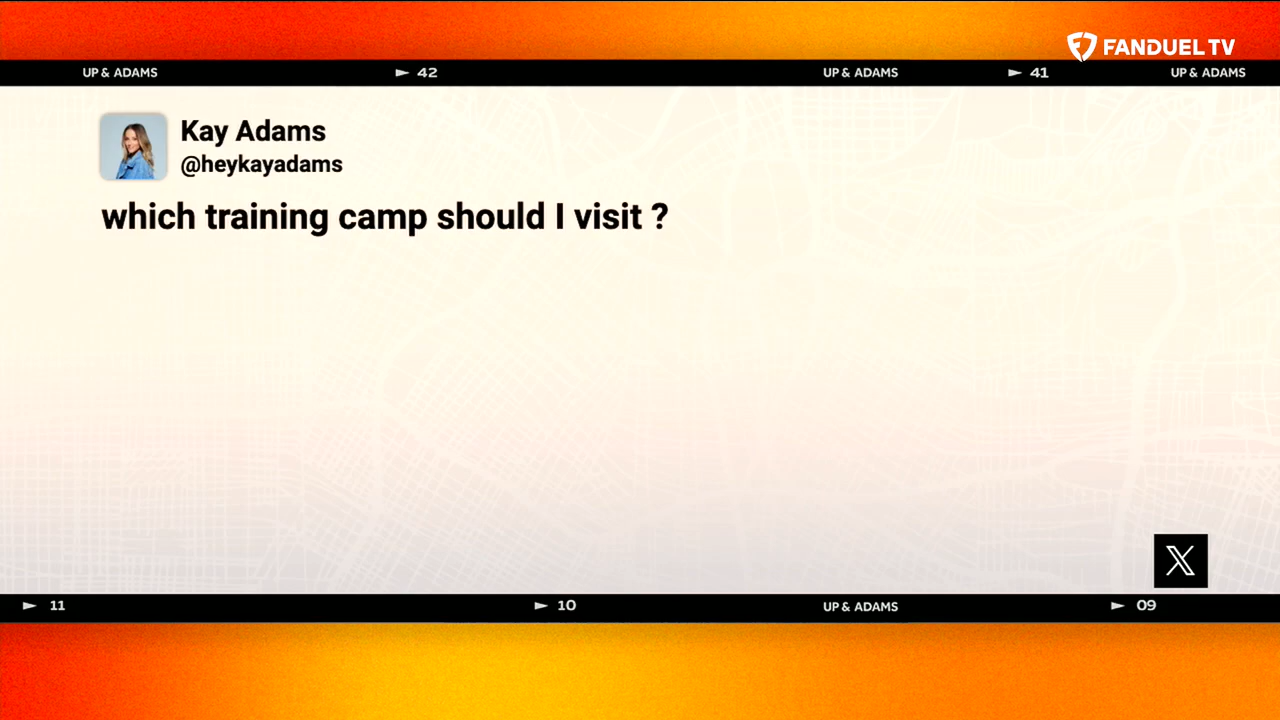 FANDUEL TV
UP & ADAMS ► 42 UP & ADAMS ► 41 UP & ADAMS
Kay Adams
@heykayadams
which training camp should I visit ?
X
► 11 ► 10 UP & ADAMS ► 09